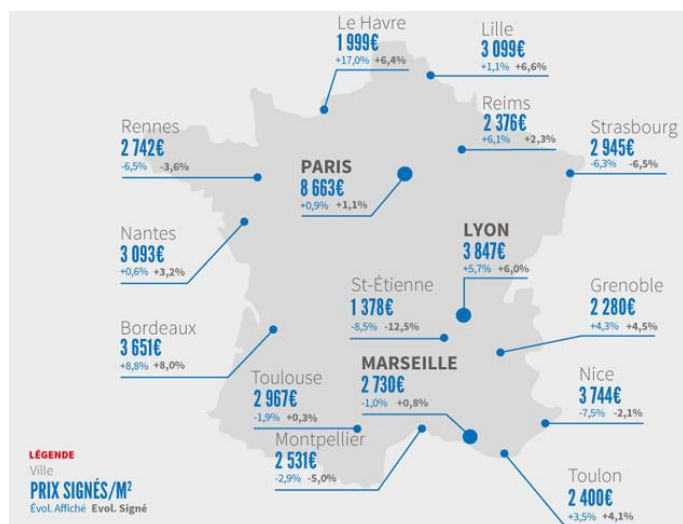 Le Havre
1 999€
+17,0% +6,4%
Lille
3 099€
+1,1% +6,6%
Reims
2 376€
+6,1% +2,3%
Strasbourg
2 945€
-6,3% -6,5%
Rennes
2 742€
-6,5% -3,6%
PARIS
8 663€
+0,9% +1,1%
Nantes
3 093€
+0,6% +3,2%
LYON
3 847€
+5,7% +6,0%
St-Étienne
1 378€
-8,5% -12,5%
Grenoble
2 280€
+4,3% +4,5%
Bordeaux
3 651€
+8,8% +8,0%
MARSEILLE
2 730€
-1,0% +0,8%
Toulouse
2 967€
-1,9% +0,3%
Nice
3 744€
-7,5% -2,1%
Montpellier
2 531€
-2,9% -5,0%
Toulon
2 400€
+3,5% +4,1%
LÉGENDE
Ville
PRIX SIGNÉS/M²
Évol. Affiché Evol. Signé